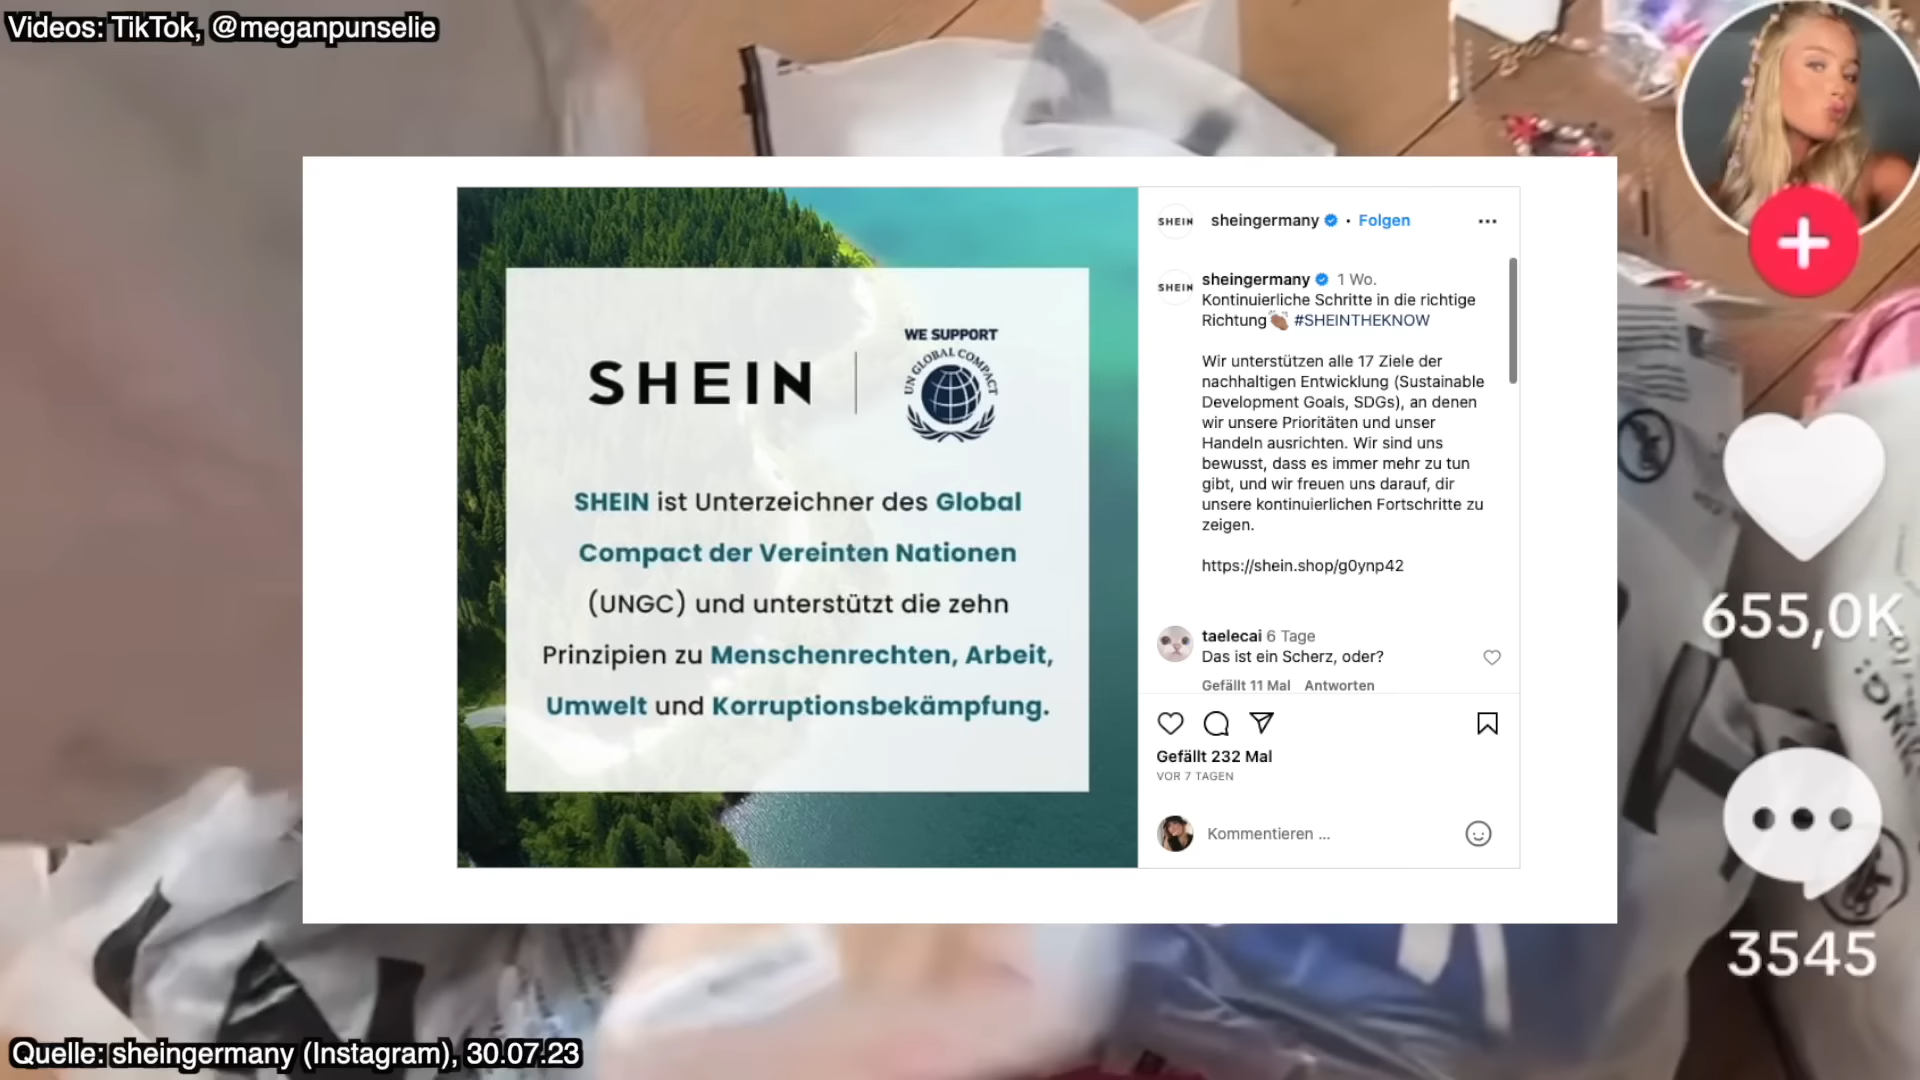 Videos: TikTok, @meganpunselie
SHEIN
WE SUPPORT
UN GLOBAL COMPACT
SHEIN ist Unterzeichner des Global
Compact der Vereinten Nationen
(UNGC) und unterstützt die zehn
Prinzipien zu Menschenrechten, Arbeit,
Umwelt und Korruptionsbekämpfung.
SHEIN sheingermany • Folgen
SHEIN sheingermany 1 Wo.
Kontinuierliche Schritte in die richtige
Richtung👏🏽 #SHEINTHEKNOW
Wir unterstützen alle 17 Ziele der
nachhaltigen Entwicklung (Sustainable
Development Goals, SDGs), an denen
wir unsere Prioritäten und unser
Handeln ausrichten. Wir sind uns
bewusst, dass es immer mehr zu tun
gibt, und wir freuen uns darauf, dir
unsere kontinuierlichen Fortschritte zu
zeigen.
https://shein.shop/g0ynp42
taelecai 6 Tage
Das ist ein Scherz, oder?
Gefällt 11 Mal Antworten
Gefällt 232 Mal
VOR 7 TAGEN
Kommentieren ...
655,0K
3545
Quelle: sheingermany (Instagram), 30.07.23